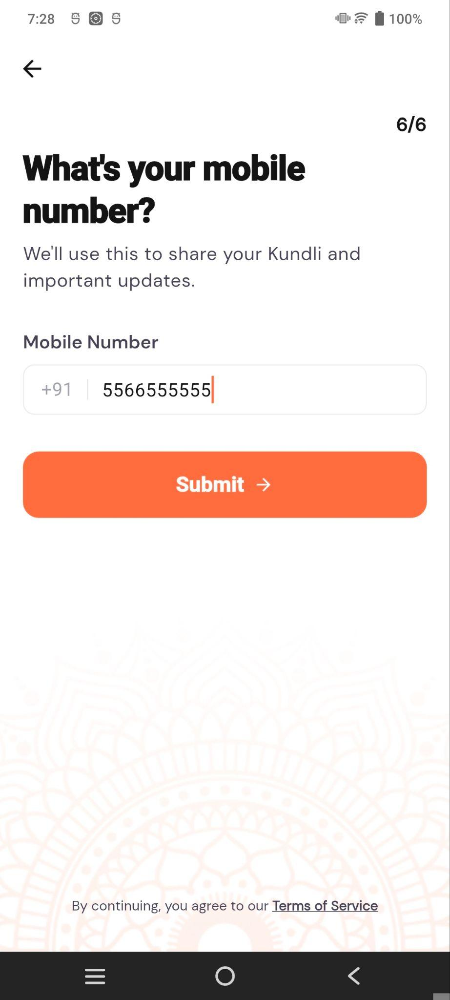 7:28
100%
6/6
What's your mobile
number?
We'll use this to share your Kundli and
important updates.
Mobile Number
+91 5566555555
Submit →
By continuing, you agree to our Terms of Service